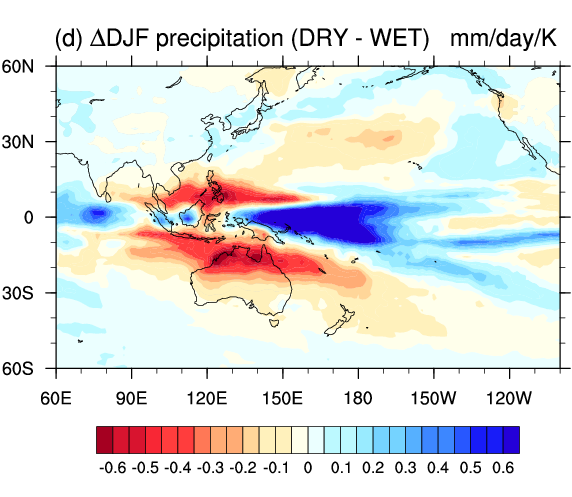 (d) ΔDJF precipitation (DRY - WET) mm/day/K
60N
30N
0
30S
60S
60E 90E 120E 150E 180 150W 120W
-0.6 -0.5 -0.4 -0.3 -0.2 -0.1 0 0.1 0.2 0.3 0.4 0.5 0.6